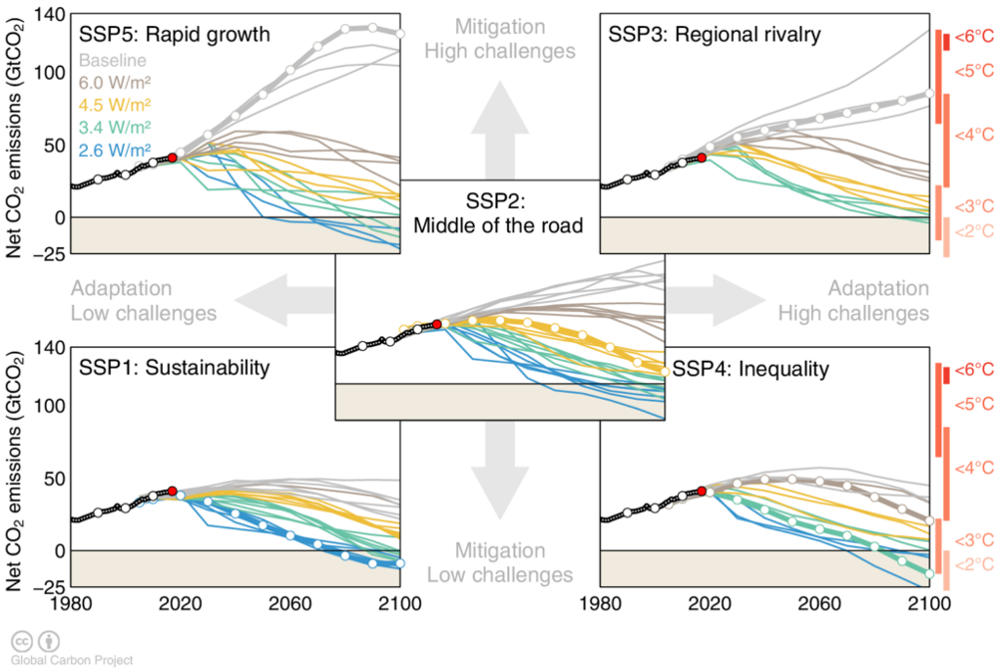 140
100
50
0
−25
Net CO₂ emissions (GtCO₂)
SSP5: Rapid growth
Baseline
6.0 W/m²
4.5 W/m²
3.4 W/m²
2.6 W/m²
Mitigation
High challenges
SSP3: Regional rivalry
<6°C
<5°C
<4°C
<3°C
<2°C
SSP2:
Middle of the road
Adaptation
Low challenges
Adaptation
High challenges
140
100
50
0
−25
Net CO₂ emissions (GtCO₂)
SSP1: Sustainability
SSP4: Inequality
<6°C
<5°C
<4°C
<3°C
<2°C
Mitigation
Low challenges
1980
2020
2060
2100
1980
2020
2060
2100
cc
Global Carbon Project